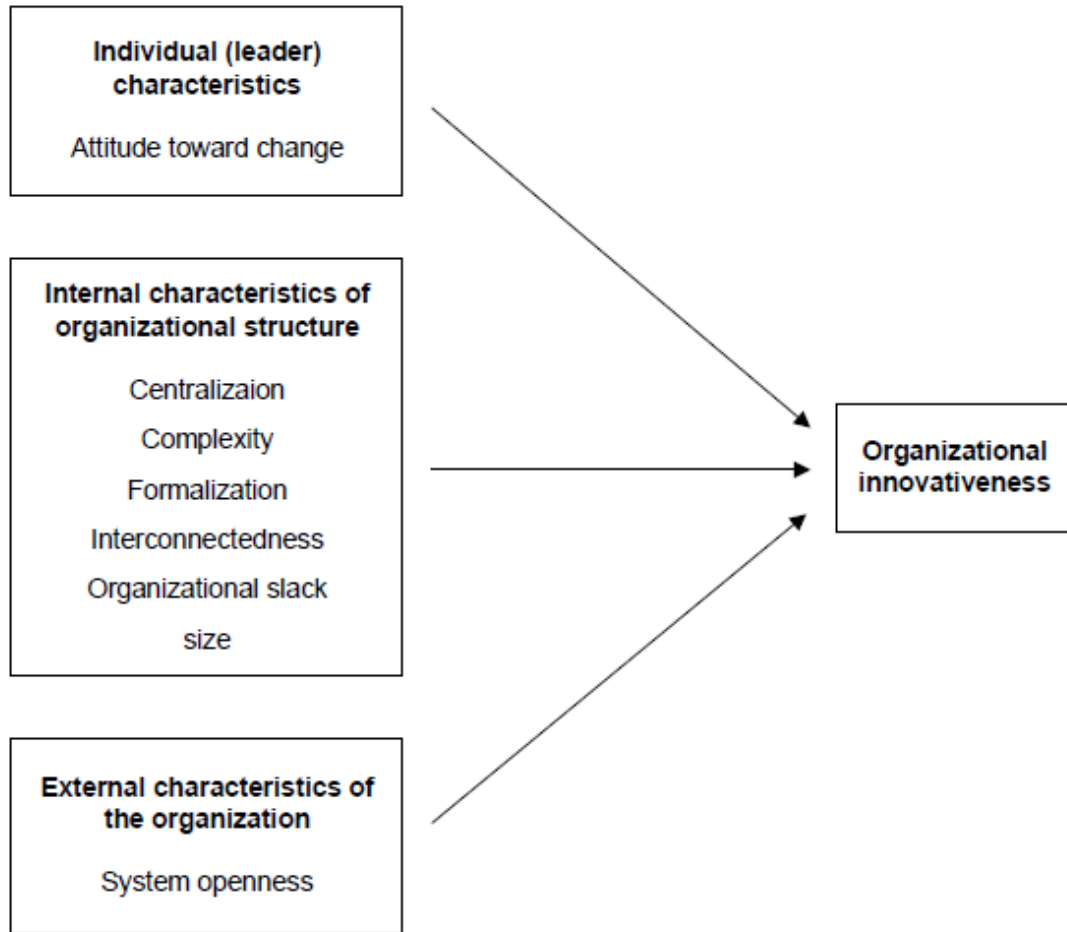 Individual (leader)
characteristics
Attitude toward change
Internal characteristics of
organizational structure
Centralizaion
Complexity
Formalization
Interconnectedness
Organizational slack
size
External characteristics of
the organization
System openness
Organizational
innovativeness